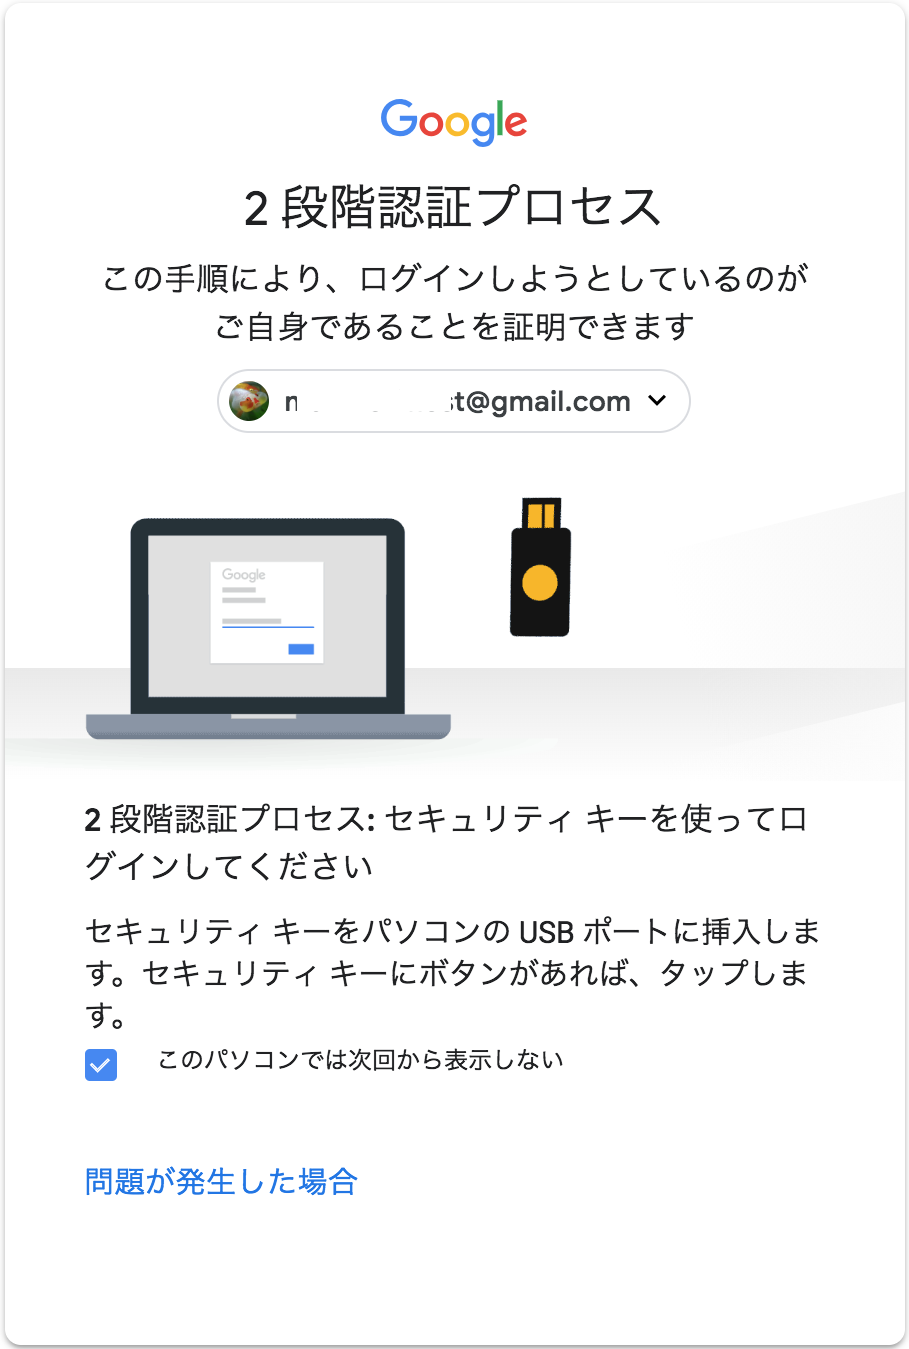 Google
2 段階認証プロセス
この手順により、ログインしようとしているのが
ご自身であることを証明できます
t@gmail.com
Google
2 段階認証プロセス: セキュリティ キーを使ってロ
グインしてください
セキュリティ キーをパソコンの USB ポートに挿入しま
す。セキュリティ キーにボタンがあれば、タップしま
す。
このパソコンでは次回から表示しない
問題が発生した場合